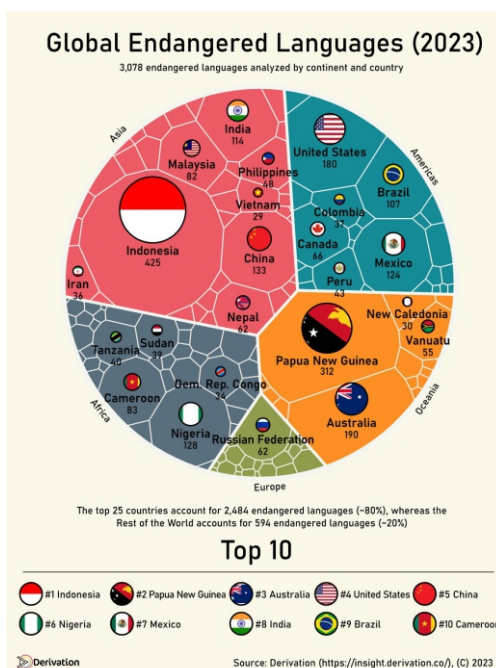 Global Endangered Languages (2023)
3,078 endangered languages analyzed by continent and country
Asia
India
114
Malaysia
82
Philippines
48
Vietnam
29
Indonesia
425
China
133
Iran
36
Nepal
62
Americas
United States
180
Brazil
107
Colombia
37
Canada
66
Mexico
124
Peru
43
New Caledonia
30
Vanuatu
55
Papua New Guinea
312
Australia
190
Oceania
Tanzania
40
Sudan
39
Dem. Rep. Congo
34
Cameroon
83
Nigeria
128
Africa
Russian Federation
62
Europe
The top 25 countries account for 2,484 endangered languages (~80%), whereas the
Rest of the World accounts for 594 endangered languages (~20%)
Top 10
#1 Indonesia #2 Papua New Guinea #3 Australia #4 United States #5 China
#6 Nigeria #7 Mexico #8 India #9 Brazil #10 Cameroon
Derivation Source: Derivation (https://insight.derivation.co/), (C) 2023